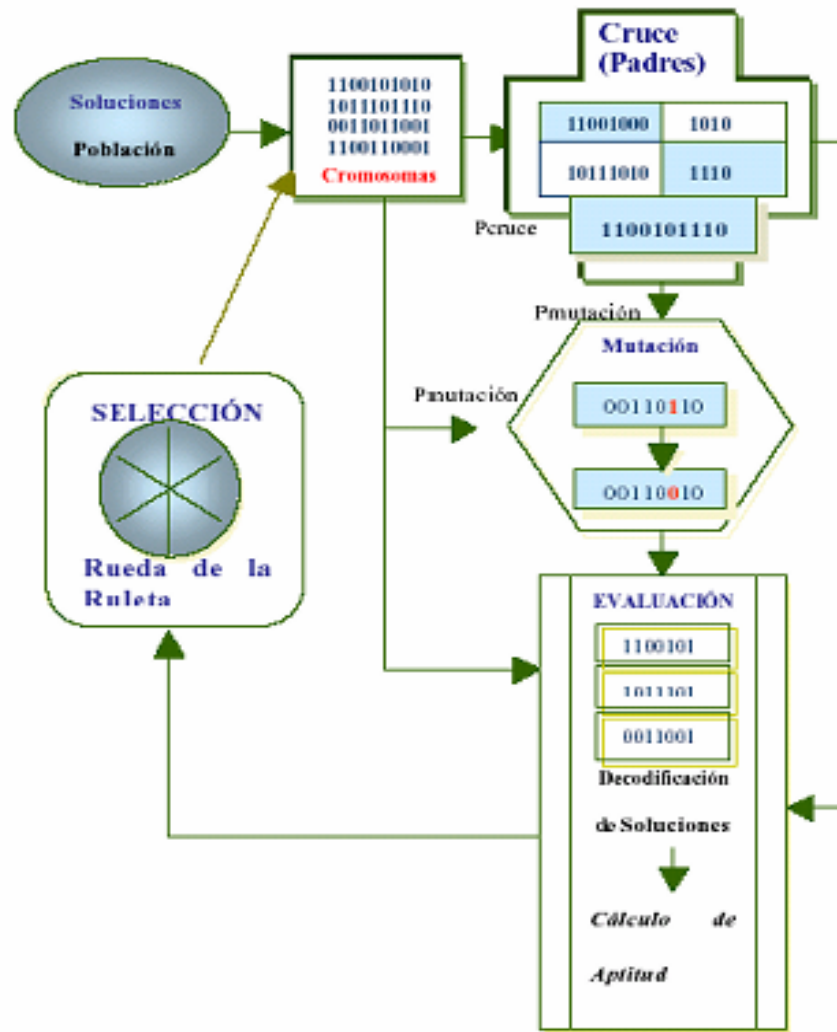 Soluciones
Población
1100101010
1011101110
0011011001
1100110001
Cromosomas
Cruce
(Padres)
11001000 1010
10111010 1110
1100101110
Pcruce
Pmutación
Mutación
00110110
00110010
Pmutación
SELECCIÓN
Rueda de la
Ruleta
EVALUACIÓN
1100101
1011101
0011001
Decodificación
de Soluciones
Cálculo de
Aptitud